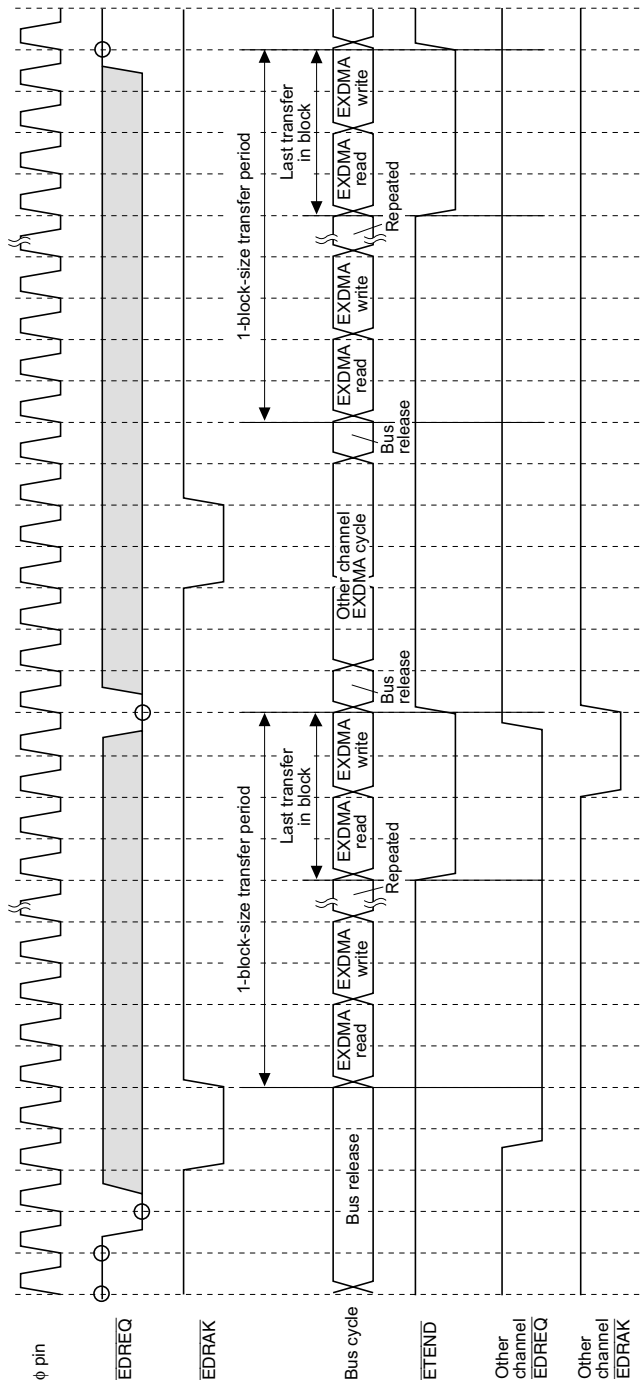 φ pin
EDREQ
EDRAK
1-block-size transfer period
1-block-size transfer period
Last transfer
in block
Last transfer
in block
Bus cycle
Bus release
EXDMA
read
EXDMA
write
Repeated
EXDMA
read
EXDMA
write
Bus
release
Other channel
EXDMA cycle
Bus
release
EXDMA
read
EXDMA
write
Repeated
EXDMA
read
EXDMA
write
ETEND
Other
channel
EDREQ
Other
channel
EDRAK